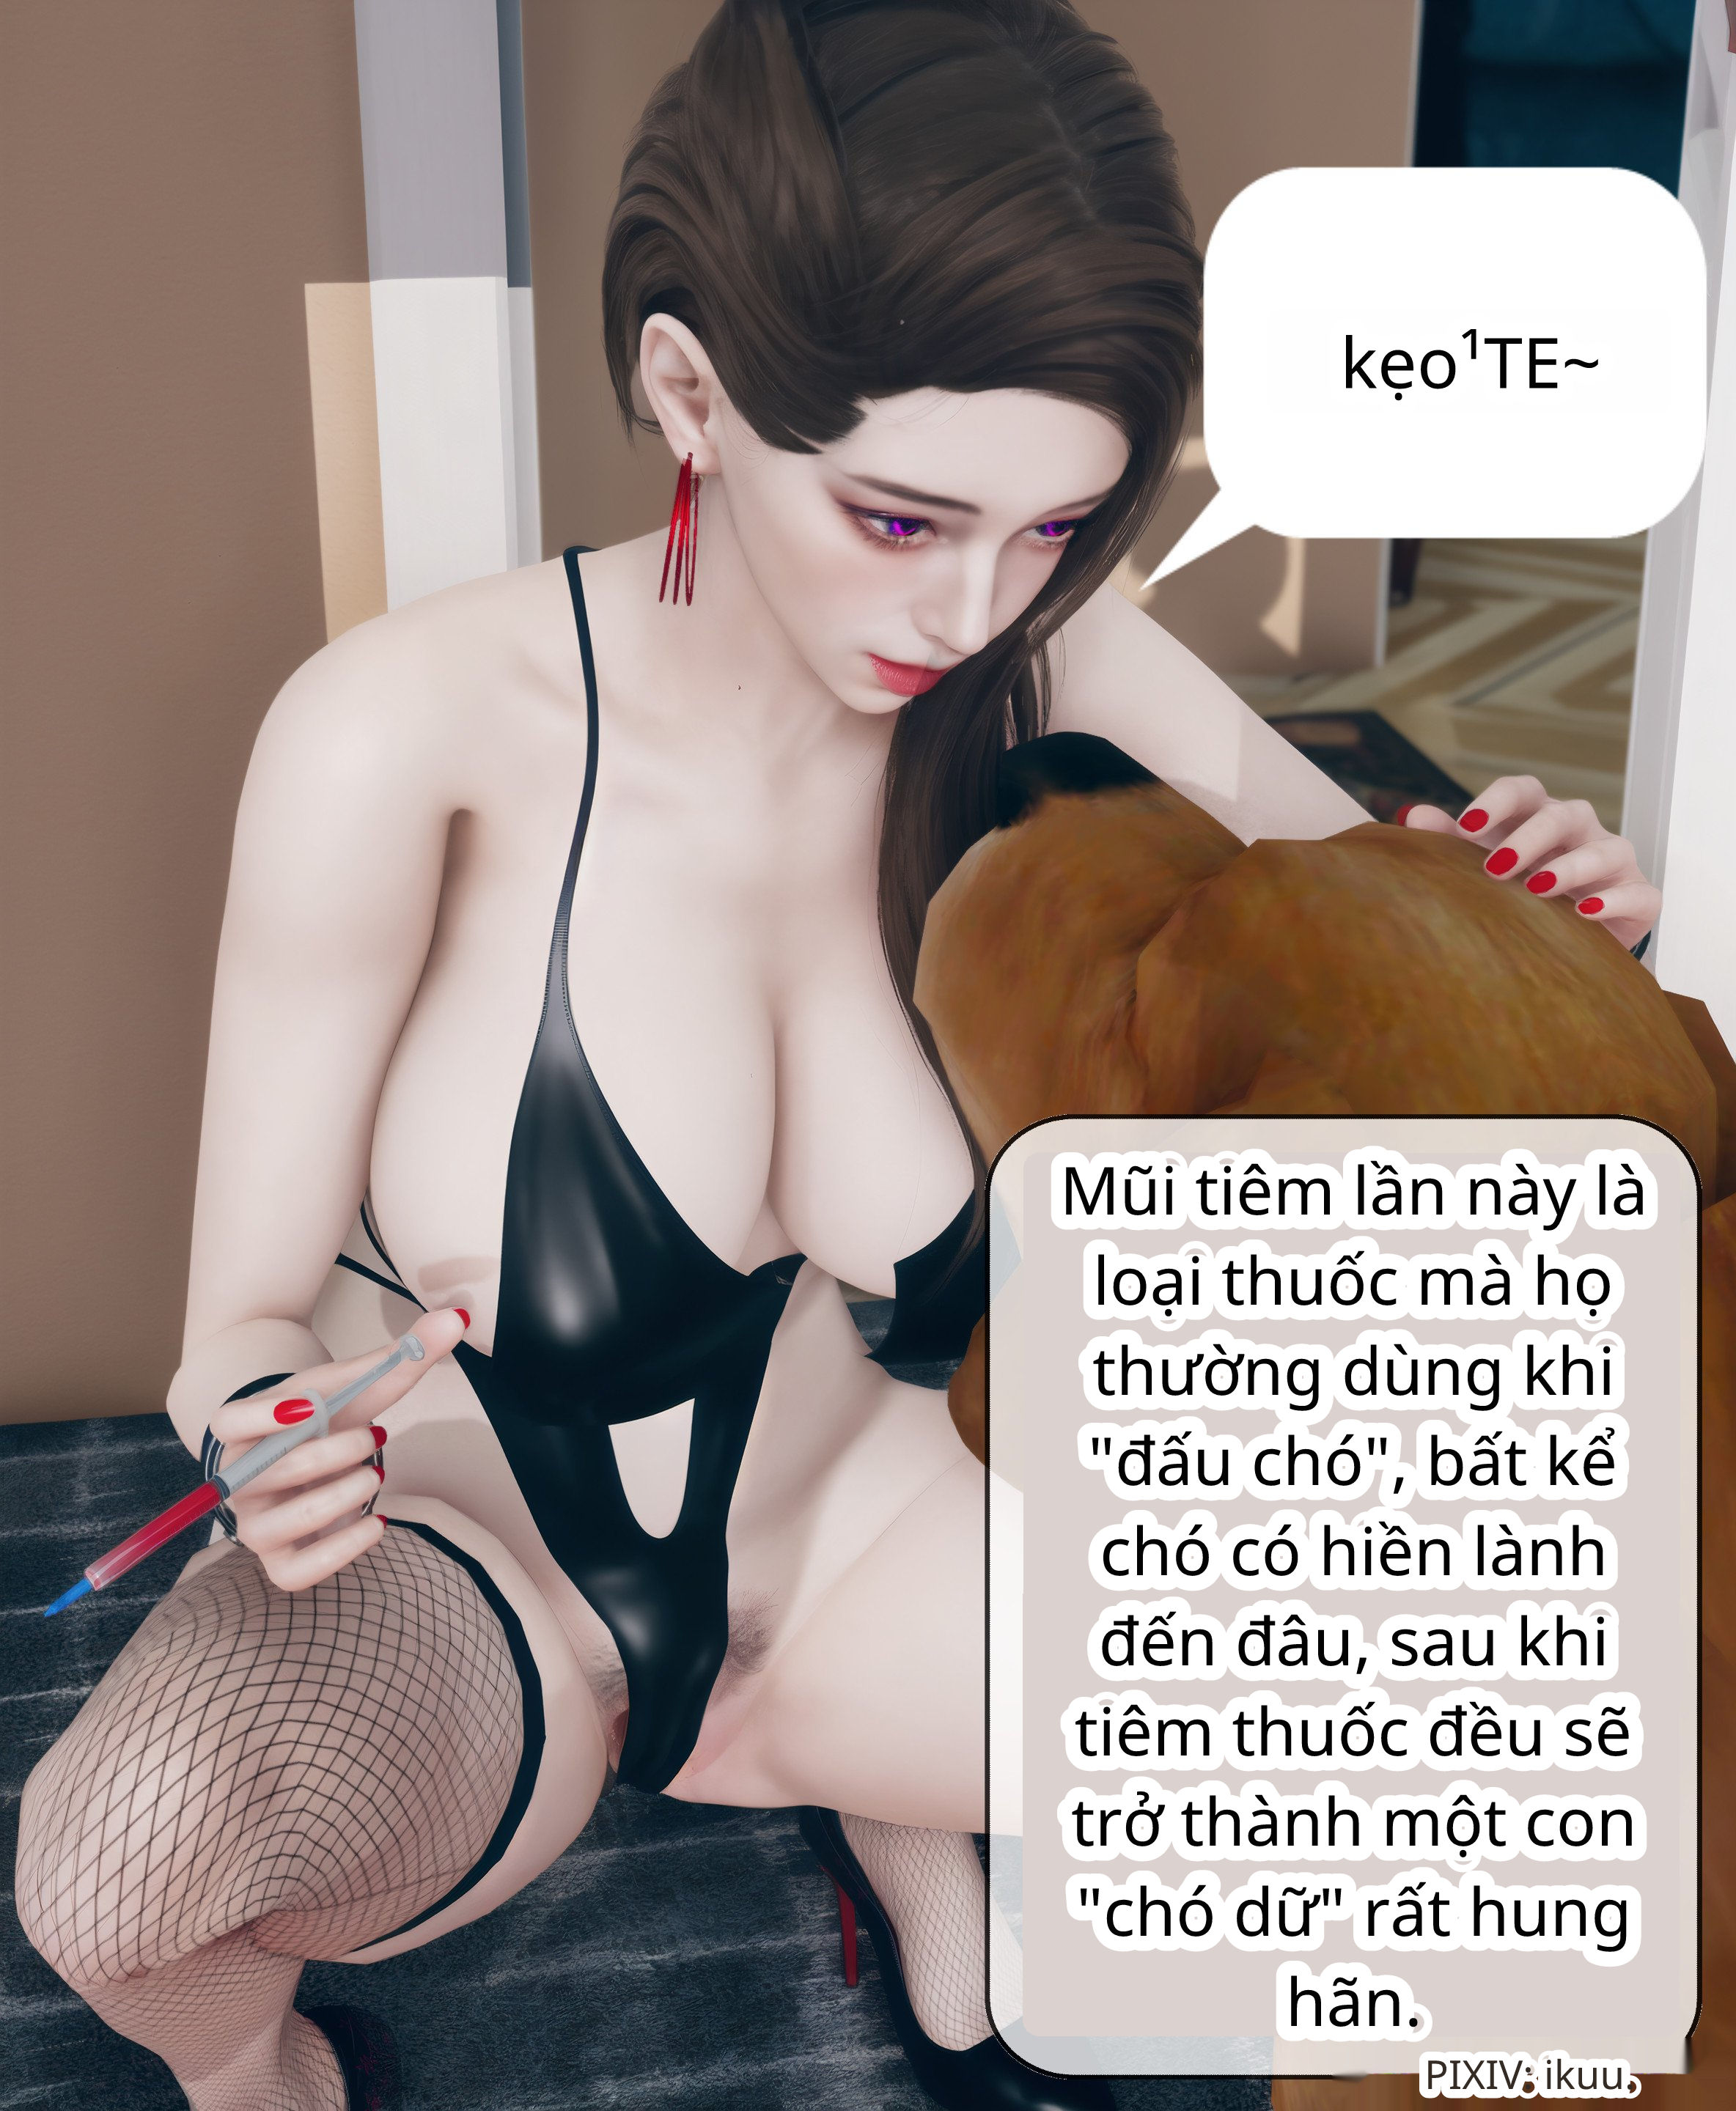 kẹo¹TE~
Mũi tiêm lần này là
loại thuốc mà họ
thường dùng khi
"đấu chó", bất kể
chó có hiền lành
đến đâu, sau khi
tiêm thuốc đều sẽ
trở thành một con
"chó dữ" rất hung
hãn.
PIXIV: ikuu.